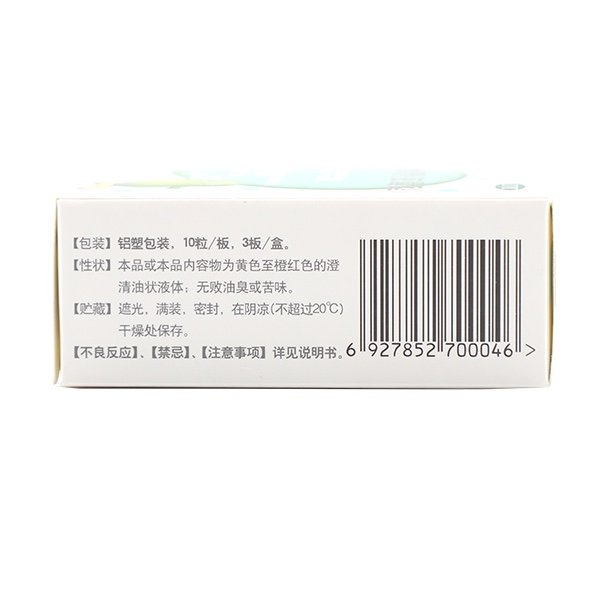 【包装】铝塑包装，10粒/板，3板/盒。
【性状】本品或本品内容物为黄色至橙红色的澄
清油状液体；无败油臭或苦味。
【贮藏】遮光，满装，密封，在阴凉(不超过20℃)
干燥处保存。
【不良反应】、【禁忌】、【注意事项】详见说明书。
6 927852 700046 >